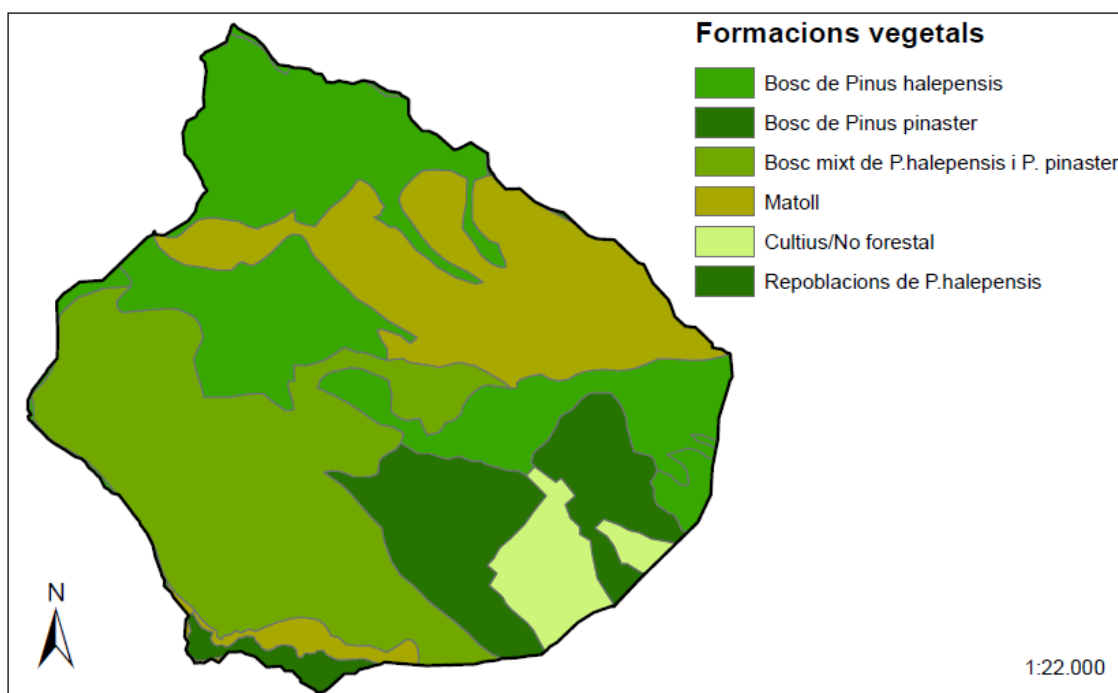 Formacions vegetals
Bosc de Pinus halepensis
Bosc de Pinus pinaster
Bosc mixt de P.halepensis i P. pinaster
Matoll
Cultius/No forestal
Repoblacions de P.halepensis
N
1:22.000